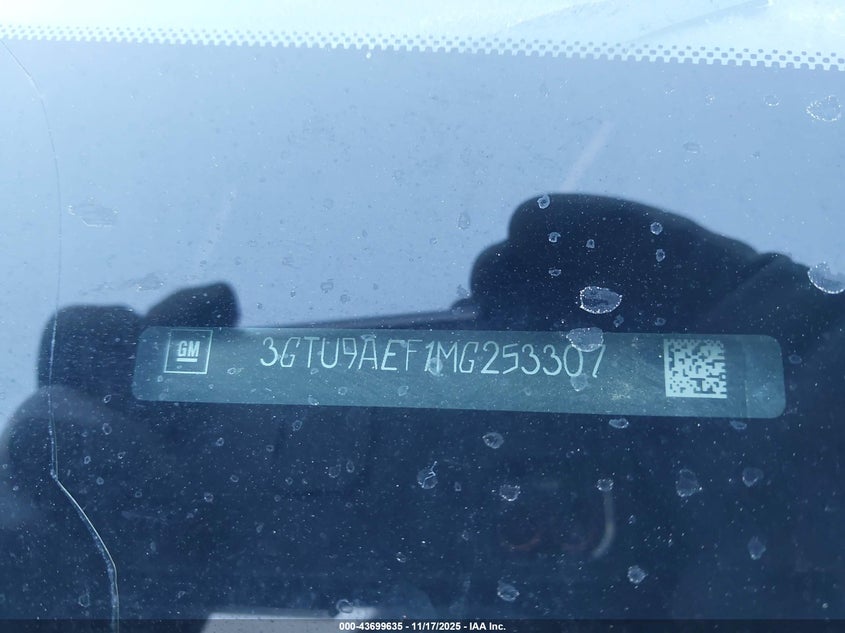 GM
3GTU9AEF1MG253307
000-43699635 - 11/17/2025 - IAA Inc.